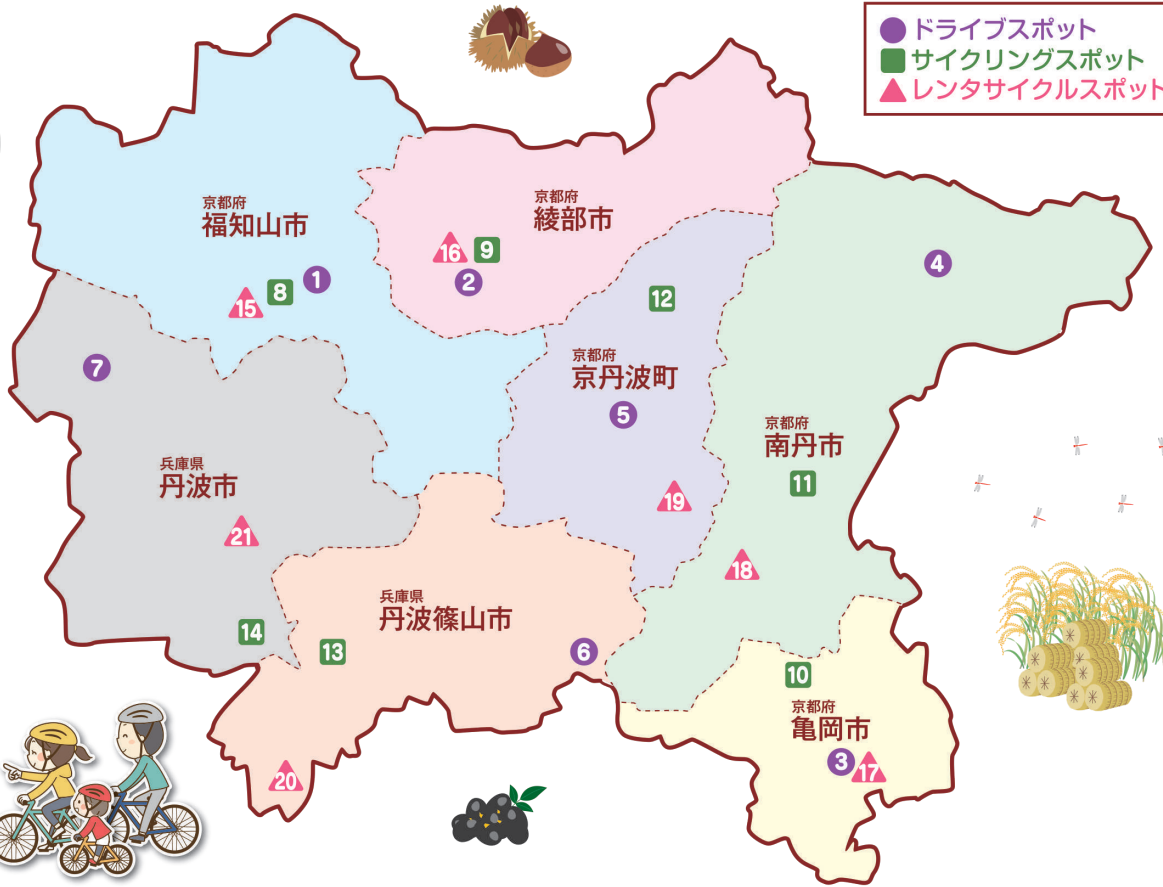 ドライブスポット
サイクリングスポット
レンタサイクルスポット
京都府
福知山市
京都府
綾部市
16
9
2
15
8
1
4
12
7
京都府
京丹波町
5
京都府
南丹市
11
兵庫県
丹波市
21
19
18
兵庫県
丹波篠山市
14
13
6
10
京都府
亀岡市
3
17
20